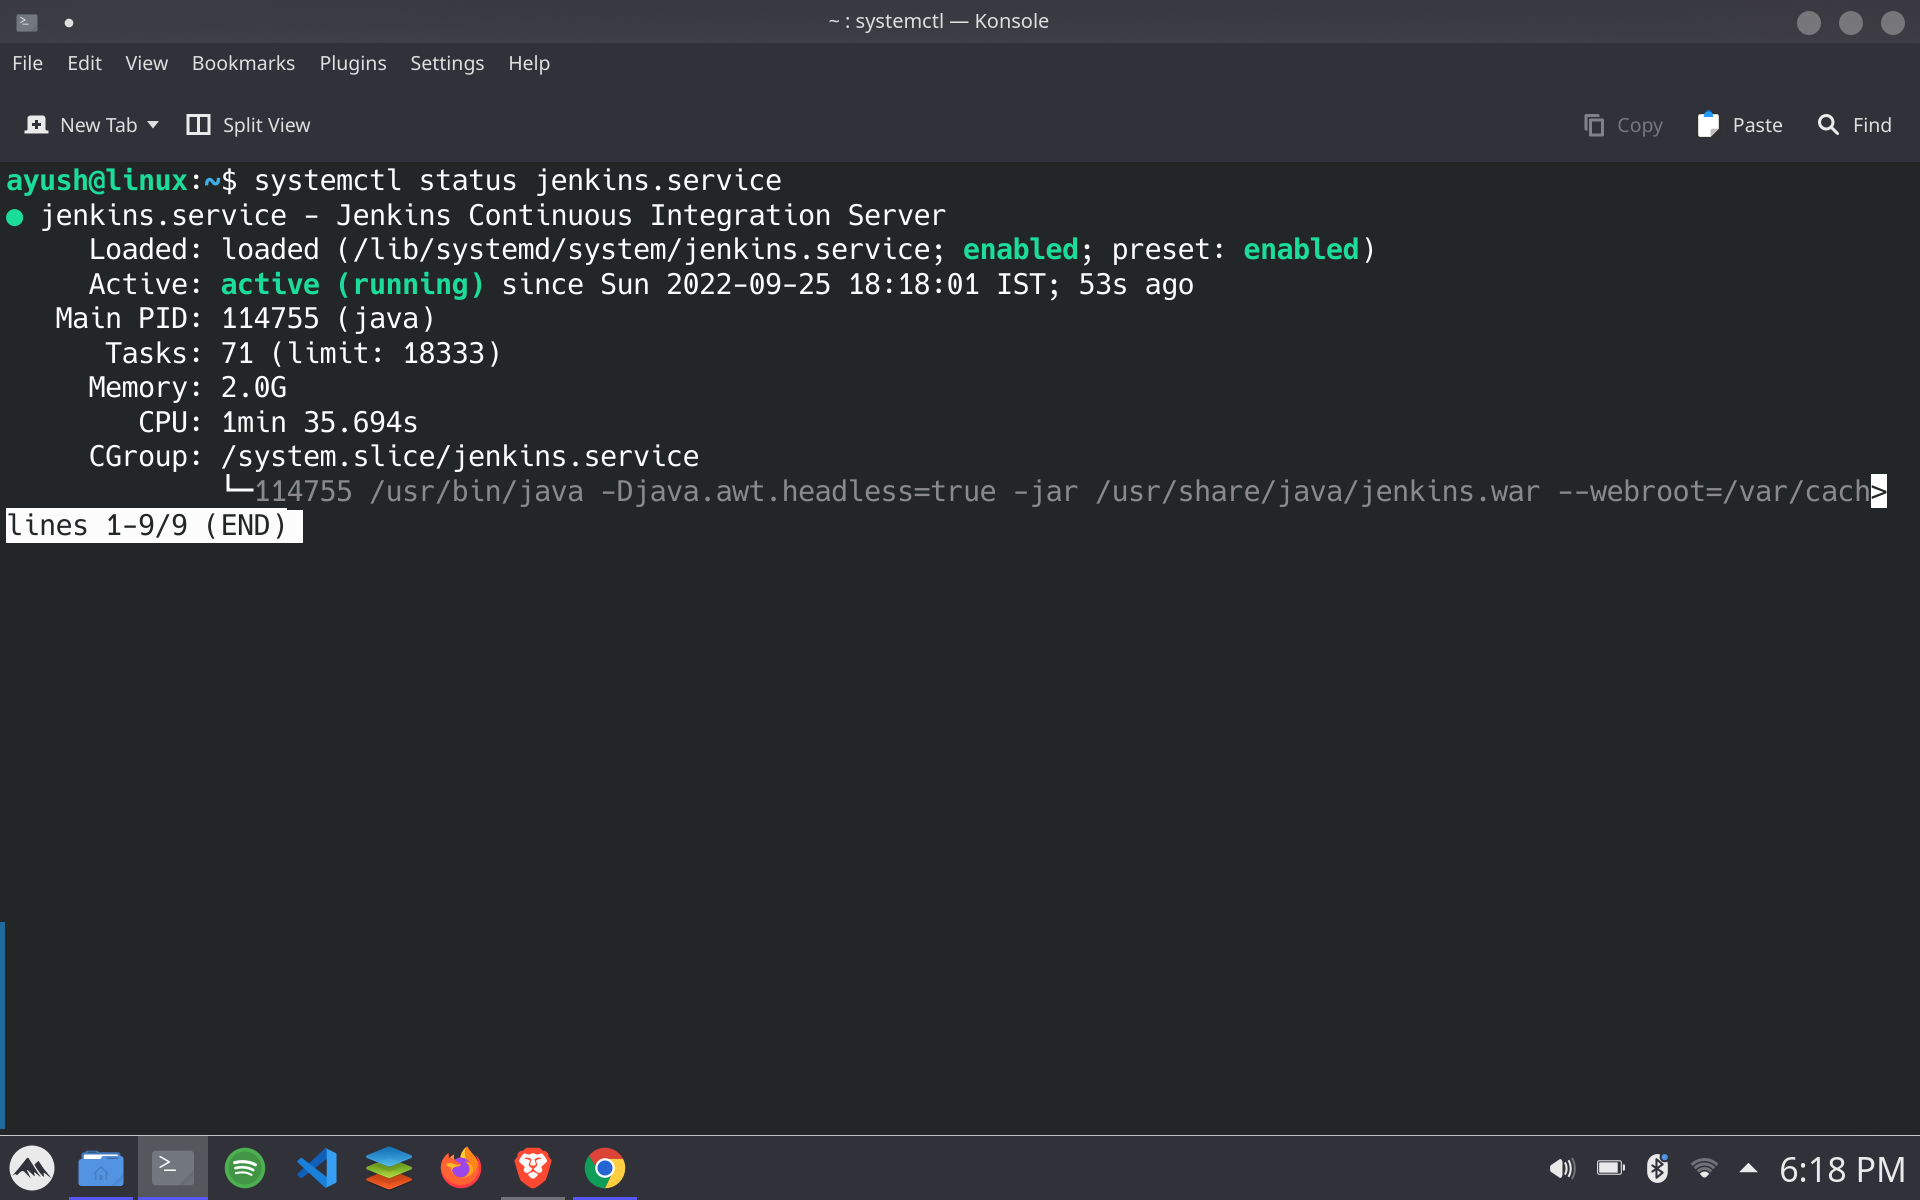 ~ : systemctl — Konsole
File Edit View Bookmarks Plugins Settings Help
New Tab Split View Copy Paste Find
ayush@linux:~$ systemctl status jenkins.service
● jenkins.service - Jenkins Continuous Integration Server
     Loaded: loaded (/lib/systemd/system/jenkins.service; enabled; preset: enabled)
     Active: active (running) since Sun 2022-09-25 18:18:01 IST; 53s ago
   Main PID: 114755 (java)
      Tasks: 71 (limit: 18333)
     Memory: 2.0G
        CPU: 1min 35.694s
     CGroup: /system.slice/jenkins.service
             └─114755 /usr/bin/java -Djava.awt.headless=true -jar /usr/share/java/jenkins.war --webroot=/var/cach>
lines 1-9/9 (END)
6:18 PM